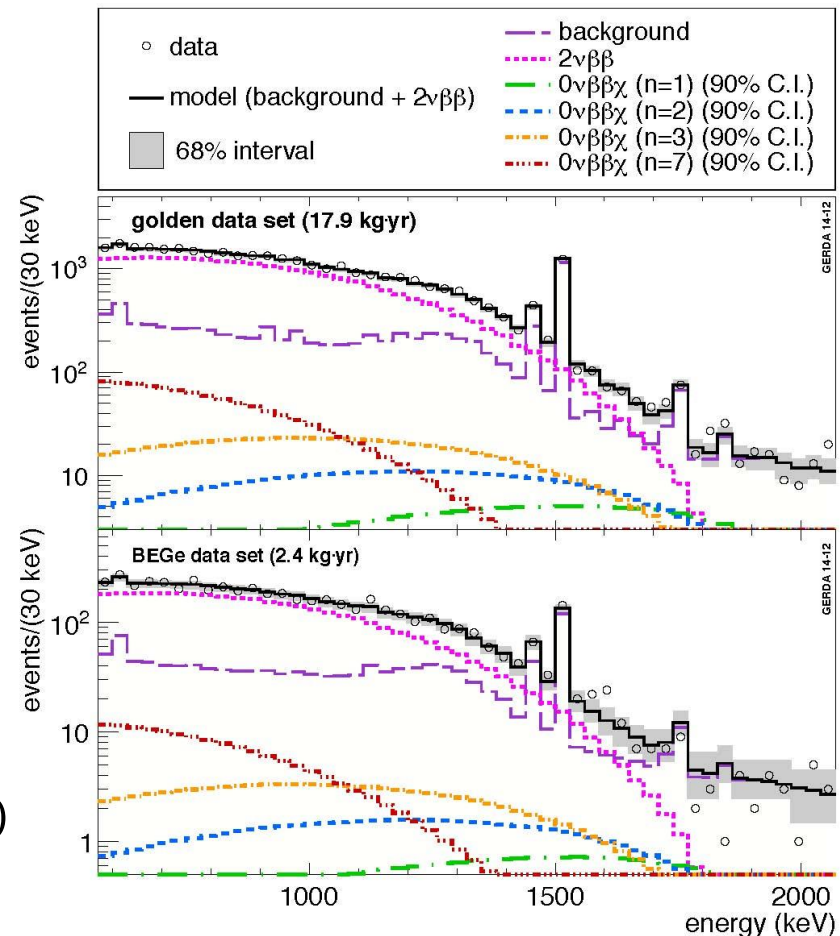 data
model (background + 2νββ)
68% interval
background
2νββ
0νββχ (n=1) (90% C.I.)
0νββχ (n=2) (90% C.I.)
0νββχ (n=3) (90% C.I.)
0νββχ (n=7) (90% C.I.)
golden data set (17.9 kg·yr)
GERDA 14-12
events/(30 keV)
10³
10²
10
BEGe data set (2.4 kg·yr)
GERDA 14-12
events/(30 keV)
10²
10
1
)
1000 1500 2000
energy (keV)